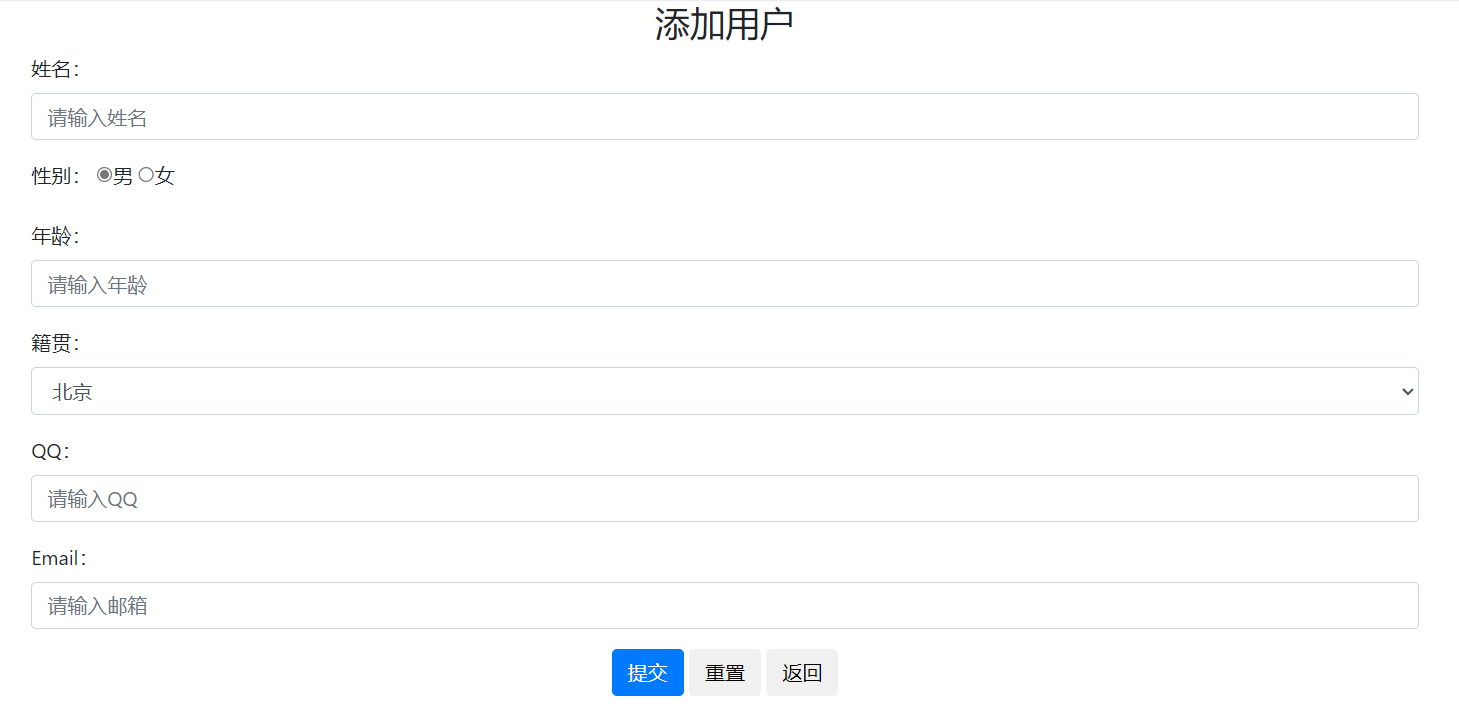 添加用户
姓名：
请输入姓名
性别： 男 女
年龄：
请输入年龄
籍贯：
北京
QQ：
请输入QQ
Email：
请输入邮箱
提交 重置 返回